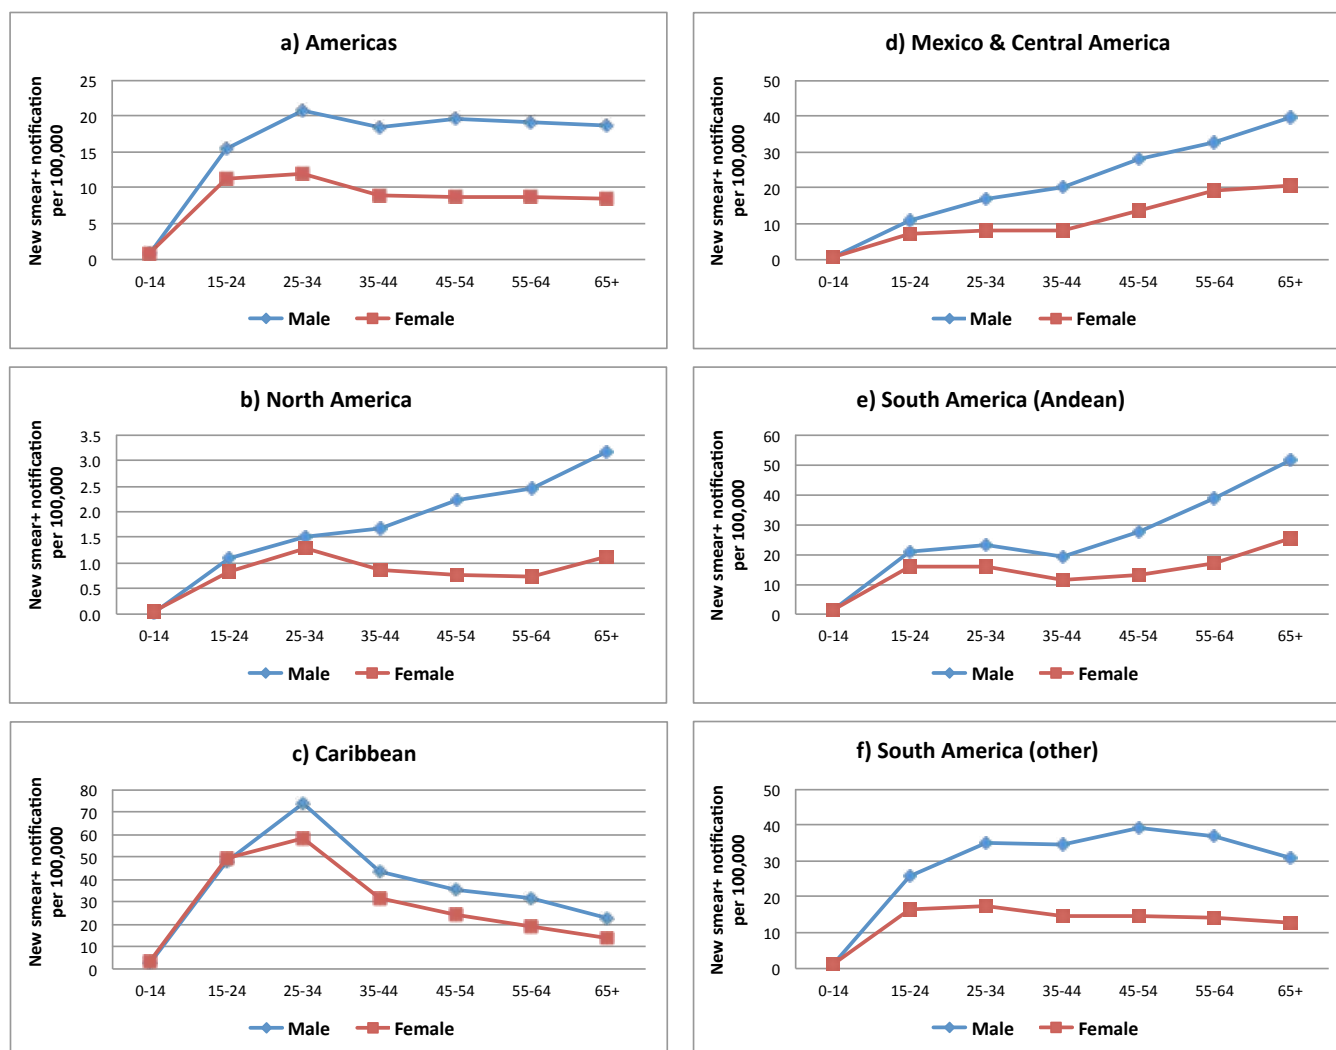 a) Americas
New smear+ notification
per 100,000
25
20
15
10
5
0
0-14 15-24 25-34 35-44 45-54 55-64 65+
Male Female
b) North America
New smear+ notification
per 100,000
3.5
3.0
2.5
2.0
1.5
1.0
0.5
0.0
0-14 15-24 25-34 35-44 45-54 55-64 65+
Male Female
c) Caribbean
New smear+ notification
per 100,000
80
70
60
50
40
30
20
10
0
0-14 15-24 25-34 35-44 45-54 55-64 65+
Male Female
d) Mexico & Central America
New smear+ notification
per 100,000
50
40
30
20
10
0
0-14 15-24 25-34 35-44 45-54 55-64 65+
Male Female
e) South America (Andean)
New smear+ notification
per 100,000
60
50
40
30
20
10
0
0-14 15-24 25-34 35-44 45-54 55-64 65+
Male Female
f) South America (other)
New smear+ notification
per 100,000
50
40
30
20
10
0
0-14 15-24 25-34 35-44 45-54 55-64 65+
Male Female